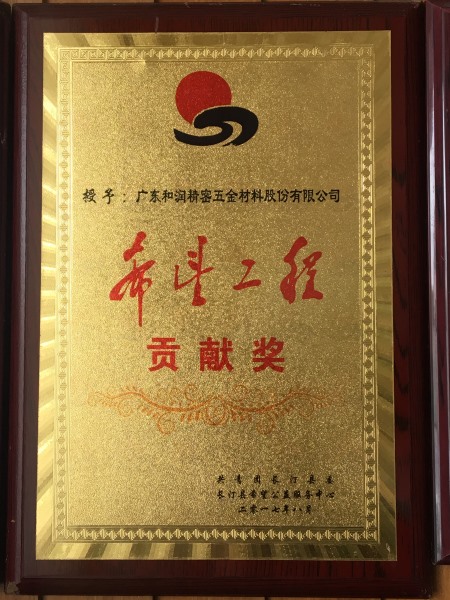 授予：广东和润精密五金材料股份有限公司
希望工程
贡献奖
共青团长汀县委
长汀县希望公益服务中心
二零一七年八月